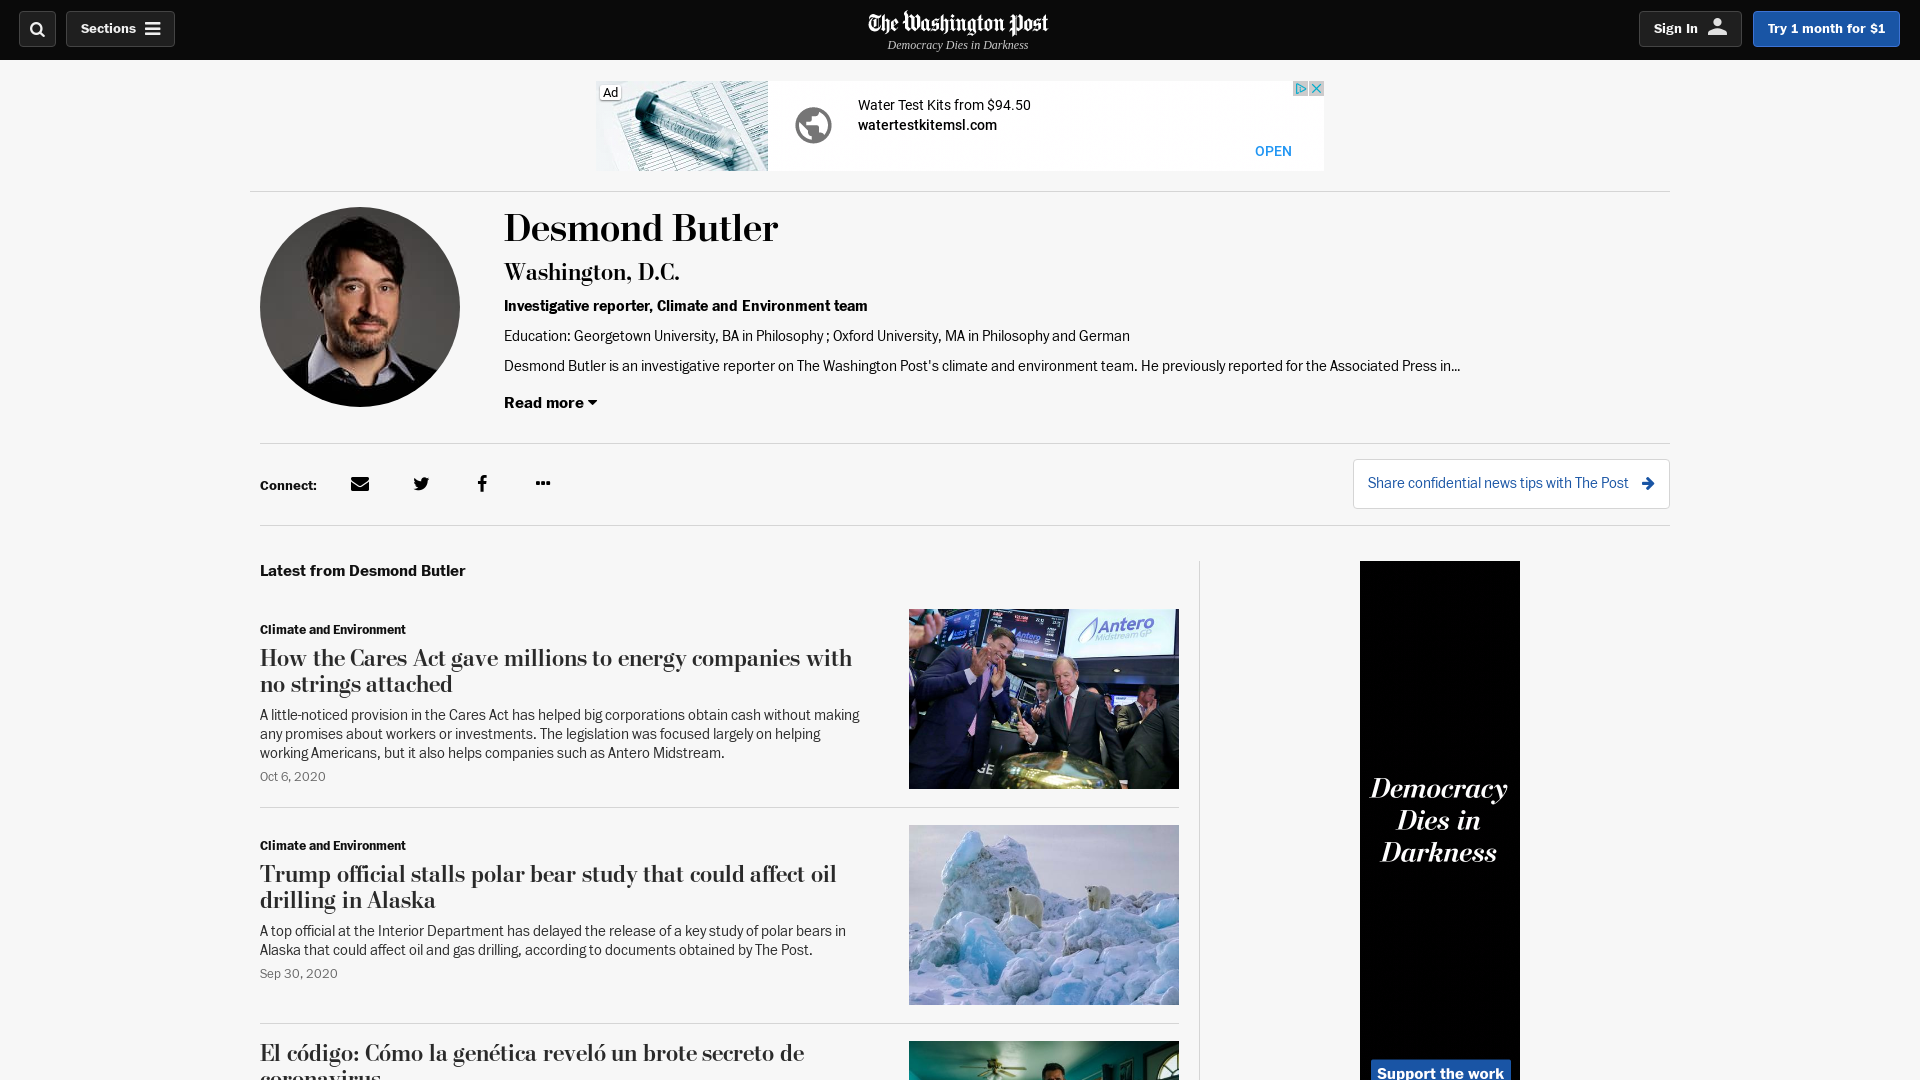 Sections
The Washington Post
Democracy Dies in Darkness
Sign In
Try 1 month for $1
Ad
Water Test Kits from $94.50
watertestkitemsl.com
OPEN
Desmond Butler
Washington, D.C.
Investigative reporter, Climate and Environment team
Education: Georgetown University, BA in Philosophy ; Oxford University, MA in Philosophy and German
Desmond Butler is an investigative reporter on The Washington Post's climate and environment team. He previously reported for the Associated Press in...
Read more
Connect:
Share confidential news tips with The Post
Latest from Desmond Butler
Climate and Environment
How the Cares Act gave millions to energy companies with
no strings attached
A little-noticed provision in the Cares Act has helped big corporations obtain cash without making
any promises about workers or investments. The legislation was focused largely on helping
working Americans, but it also helps companies such as Antero Midstream.
Oct 6, 2020
Antero
Midstream GP
Antero
Climate and Environment
Trump official stalls polar bear study that could affect oil
drilling in Alaska
A top official at the Interior Department has delayed the release of a key study of polar bears in
Alaska that could affect oil and gas drilling, according to documents obtained by The Post.
Sep 30, 2020
El código: Cómo la genética reveló un brote secreto de
coronavirus
Democracy
Dies in
Darkness
Support the work